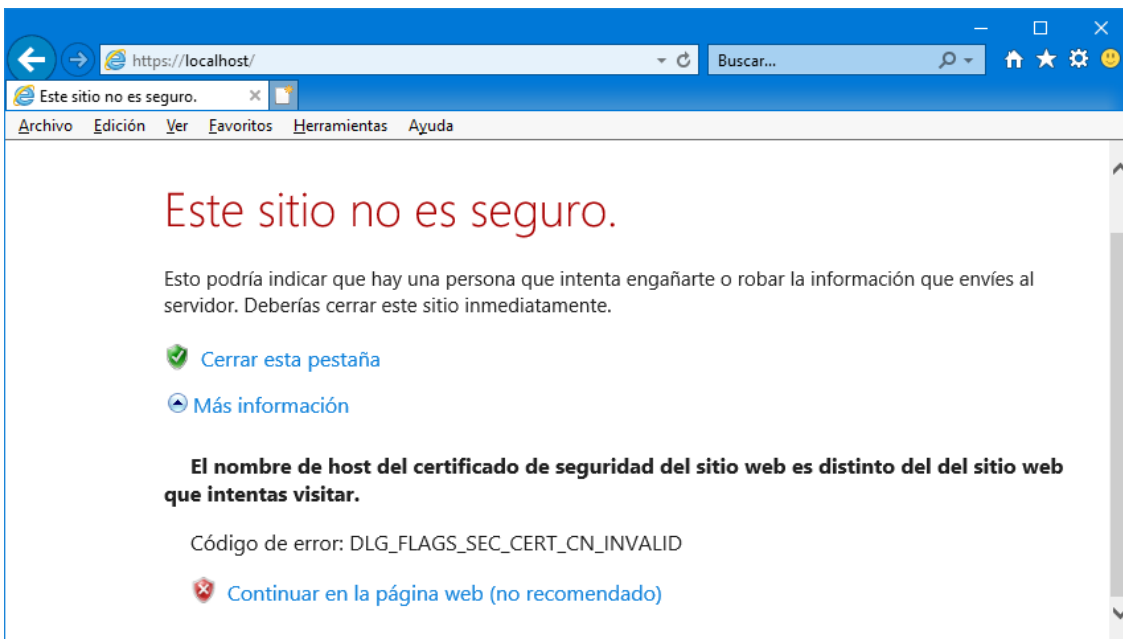 https://localhost/
Buscar...
Este sitio no es seguro.
Archivo Edición Ver Favoritos Herramientas Ayuda
Este sitio no es seguro.
Esto podría indicar que hay una persona que intenta engañarte o robar la información que envíes al
servidor. Deberías cerrar este sitio inmediatamente.
Cerrar esta pestaña
Más información
El nombre de host del certificado de seguridad del sitio web es distinto del del sitio web
que intentas visitar.
Código de error: DLG_FLAGS_SEC_CERT_CN_INVALID
Continuar en la página web (no recomendado)